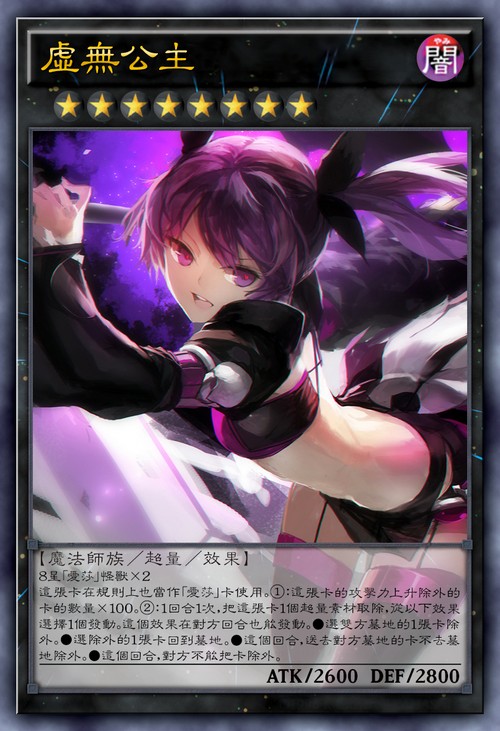 虛無公主
やみ
闇
【魔法師族／超量／效果】
8星「愛莎」怪獸×2
這張卡在規則上也當作「愛莎」卡使用。①:這張卡的攻擊力上升除外的
卡的數量×100。②:1回合1次,把這張卡1個超量素材取除,從以下效果
選擇1個發動。這個效果在對方回合也能發動。●選雙方墓地的1張卡除
外。●選除外的1張卡回到墓地。●這個回合,送去對方墓地的卡不去墓
地除外。●這個回合,對方不能把卡除外。
ATK/2600 DEF/2800